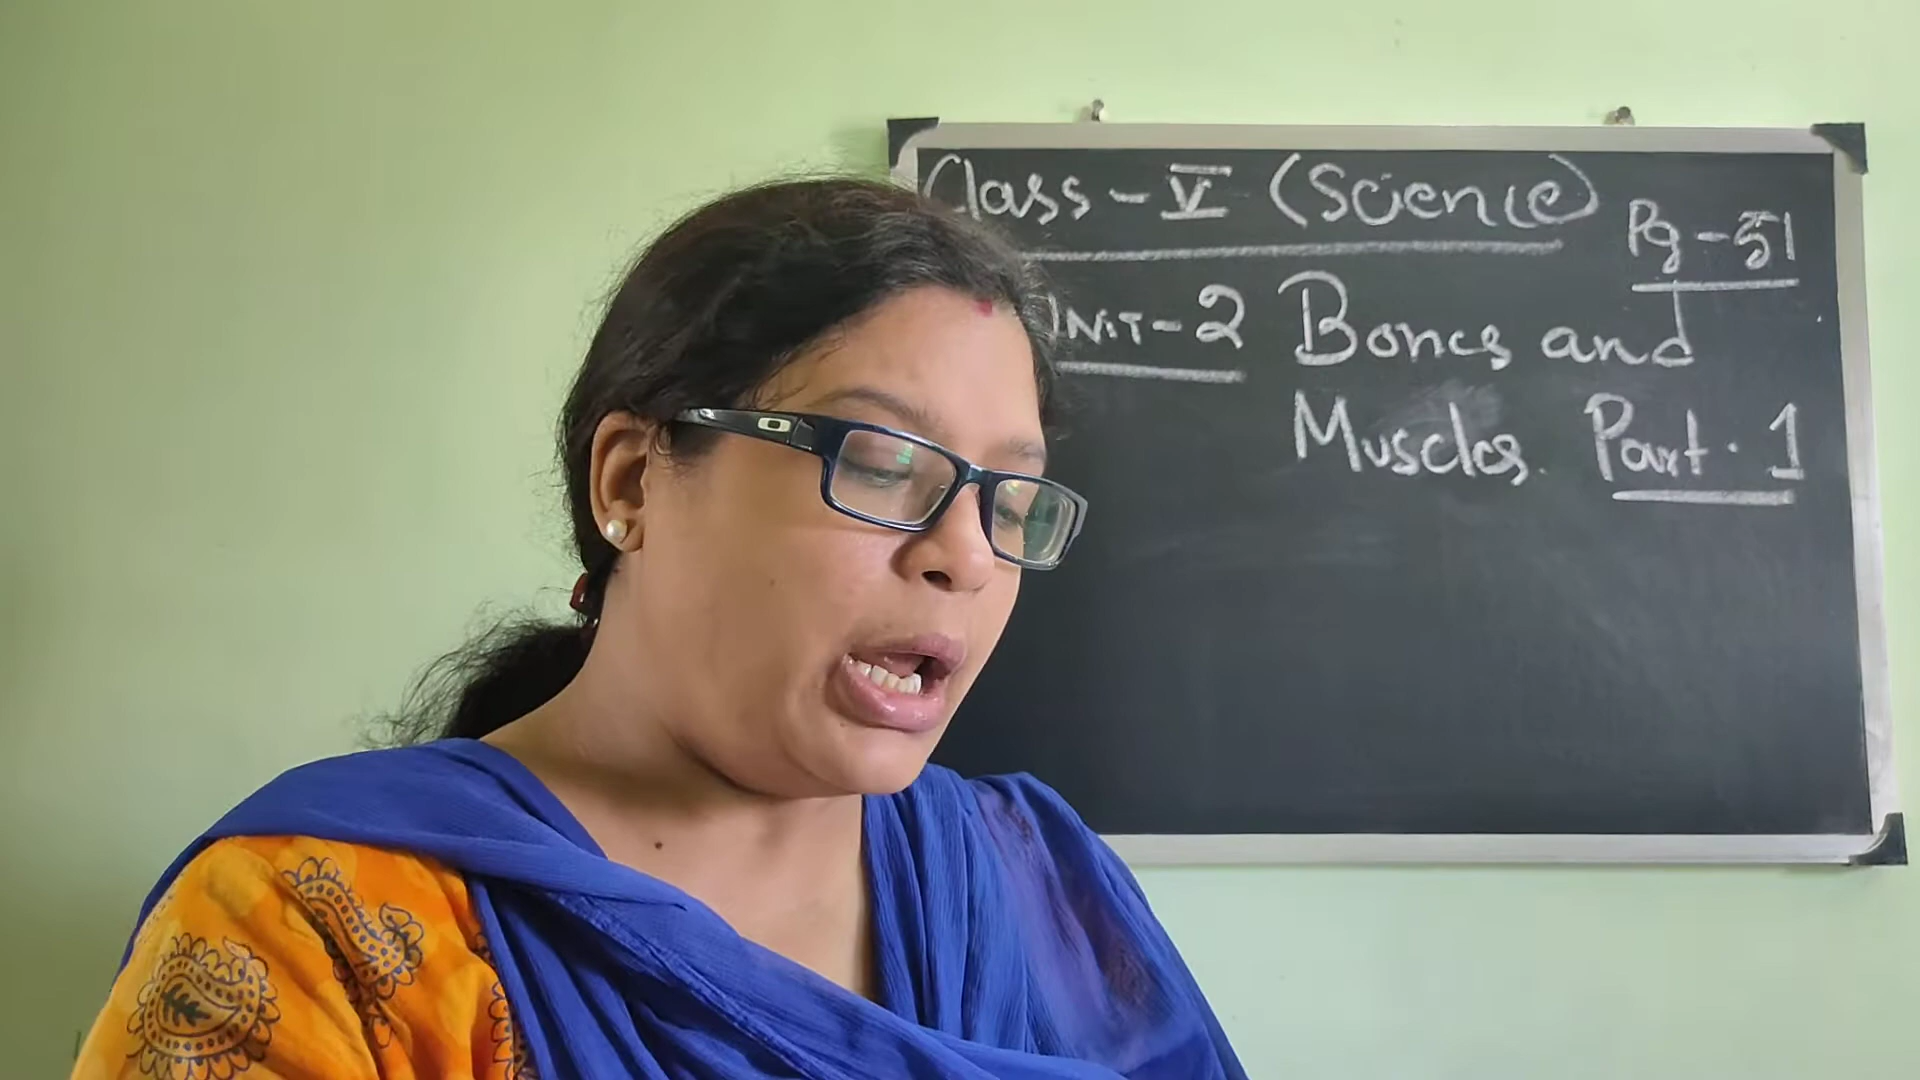 Class - V (Science)
Pg - 51
Unit - 2 Bones and
Muscles. Part . 1